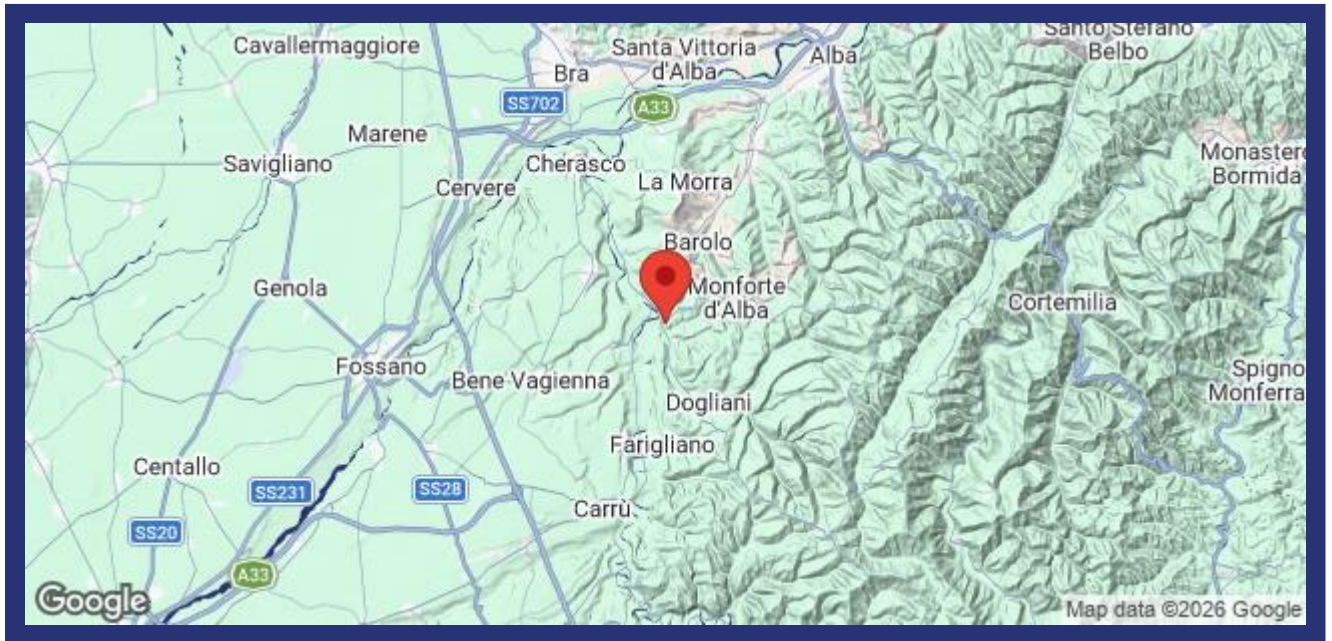 Santo Stefano
Belbo
Cavallermaggiore
Santa Vittoria
d'Alba
Alba
Bra
SS702
A33
Marene
Savigliano
Cherasco
Monastero
Bormida
Cervere
La Morra
Barolo
Genola
Monforte
d'Alba
Cortemilia
Fossano
Bene Vagienna
Spigno
Monferra
Dogliani
Farigliano
Centallo
SS231
SS28
Carrù
SS20
A33
Google
Map data ©2026 Google